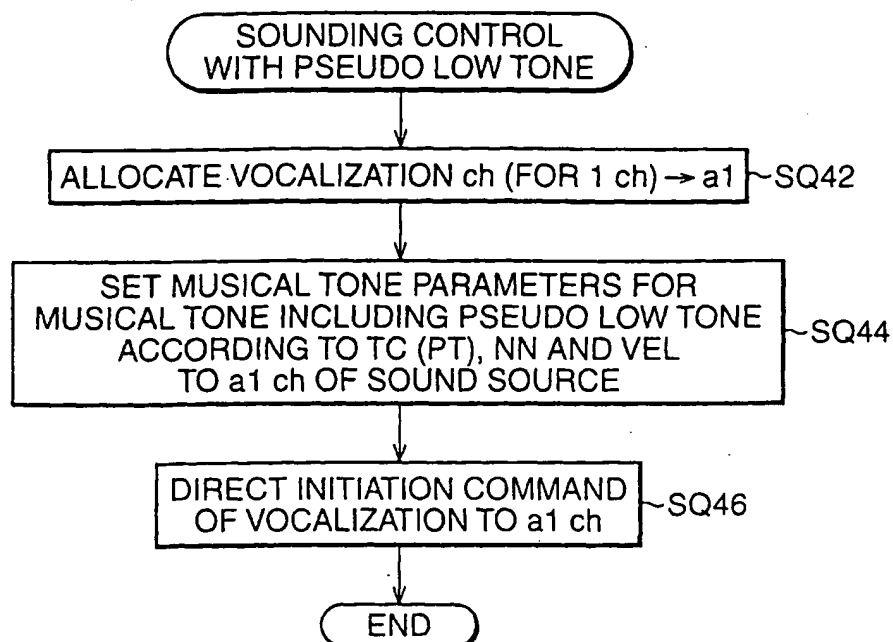 SOUNDING CONTROL
WITH PSEUDO LOW TONE
ALLOCATE VOCALIZATION ch (FOR 1 ch) → a1 ~SQ42
SET MUSICAL TONE PARAMETERS FOR
MUSICAL TONE INCLUDING PSEUDO LOW TONE
ACCORDING TO TC (PT), NN AND VEL
TO a1 ch OF SOUND SOURCE
~SQ44
DIRECT INITIATION COMMAND
OF VOCALIZATION TO a1 ch
~SQ46
END